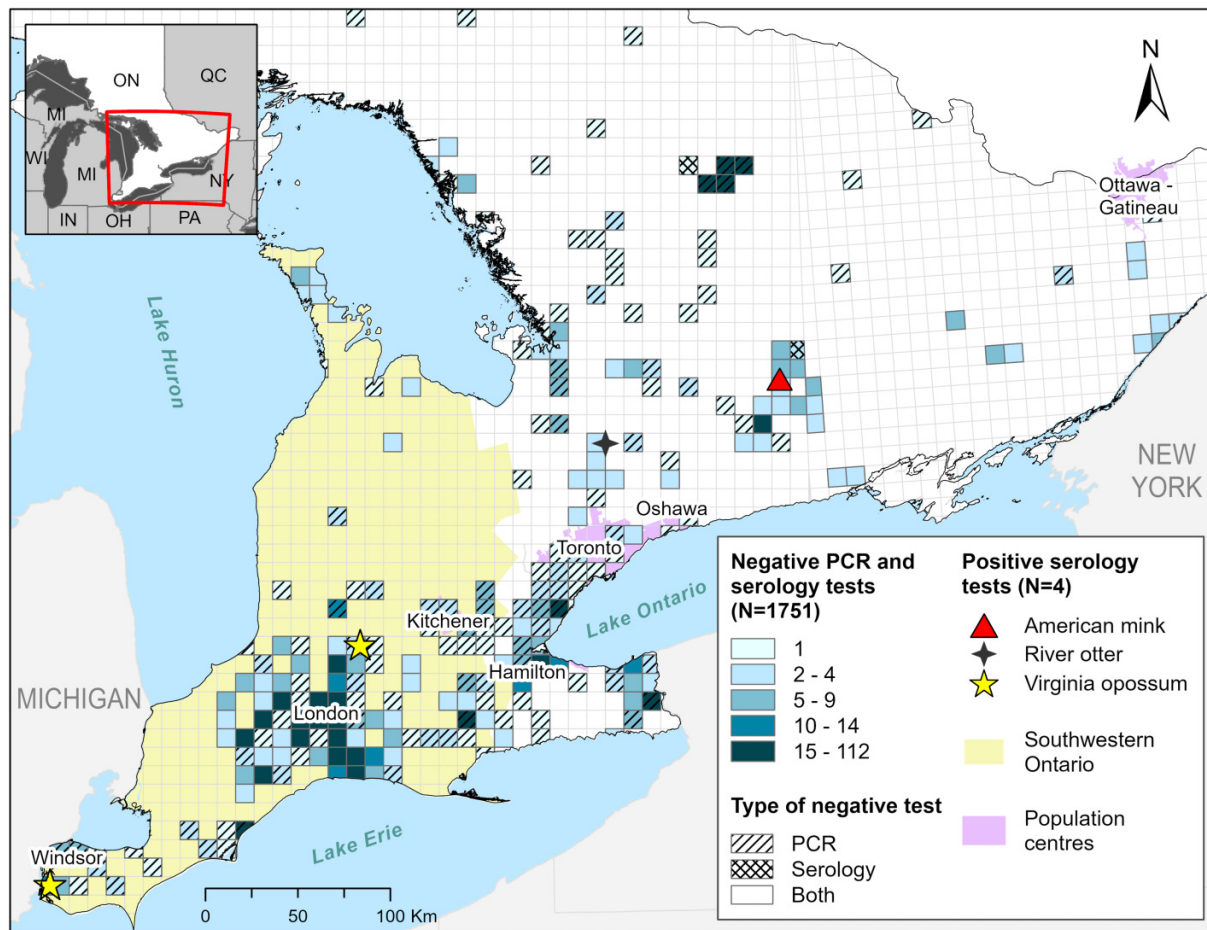 ON
QC
MI
WI
MI
NY
IN
OH
PA
N
Ottawa -
Gatineau
Lake Huron
NEW
YORK
Oshawa
Toronto
Kitchener
Lake Ontario
Hamilton
MICHIGAN
London
Lake Erie
Windsor
0
50
100 Km
Negative PCR and
serology tests
(N=1751)
1
2 - 4
5 - 9
10 - 14
15 - 112
Type of negative test
PCR
Serology
Both
Positive serology
tests (N=4)
American mink
River otter
Virginia opossum
Southwestern
Ontario
Population
centres